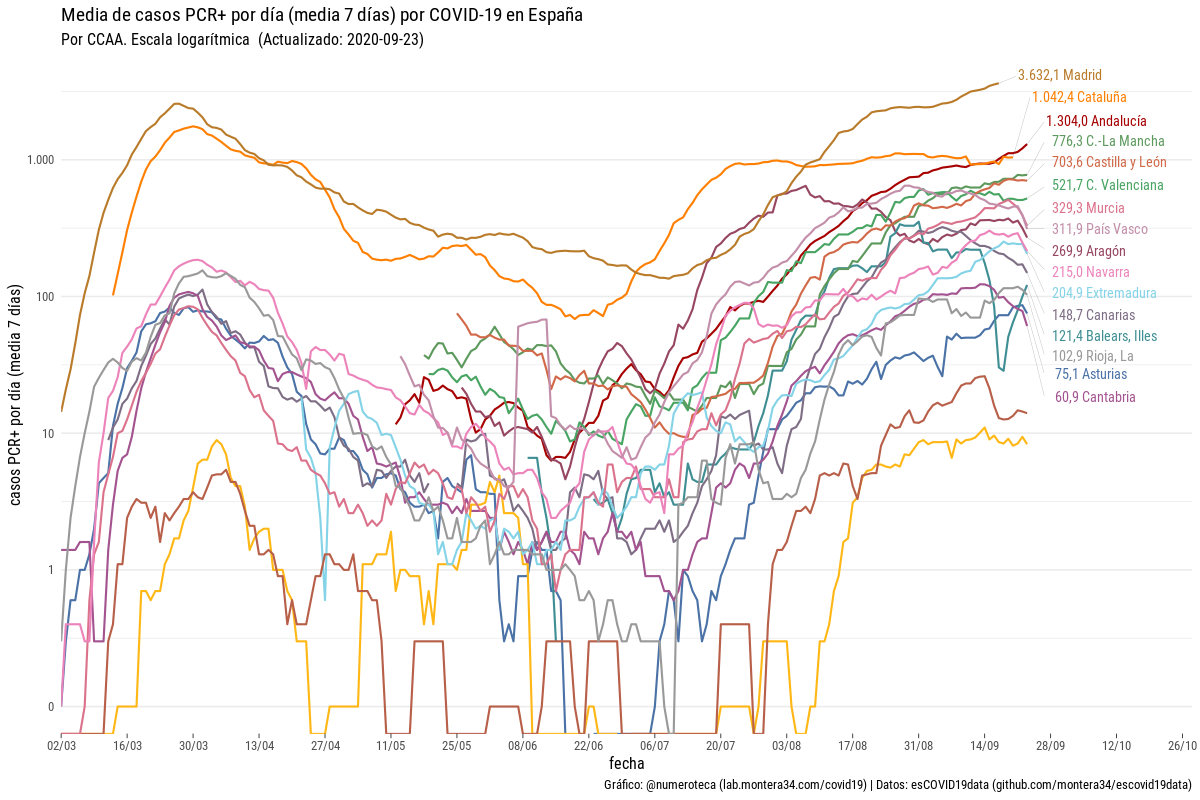 Media de casos PCR+ por día (media 7 días) por COVID-19 en España
Por CCAA. Escala logarítmica (Actualizado: 2020-09-23)
casos PCR+ por día (media 7 días)
1.000
100
10
1
0
3.632,1 Madrid
1.042,4 Cataluña
1.304,0 Andalucía
776,3 C.-La Mancha
703,6 Castilla y León
521,7 C. Valenciana
329,3 Murcia
311,9 País Vasco
269,9 Aragón
215,0 Navarra
204,9 Extremadura
148,7 Canarias
121,4 Balears, Illes
102,9 Rioja, La
75,1 Asturias
60,9 Cantabria
02/03 16/03 30/03 13/04 27/04 11/05 25/05 08/06 22/06 06/07 20/07 03/08 17/08 31/08 14/09 28/09 12/10 26/10
fecha
Gráfico: @numeroteca (lab.montera34.com/covid19) | Datos: esCOVID19data (github.com/montera34/escovid19data)